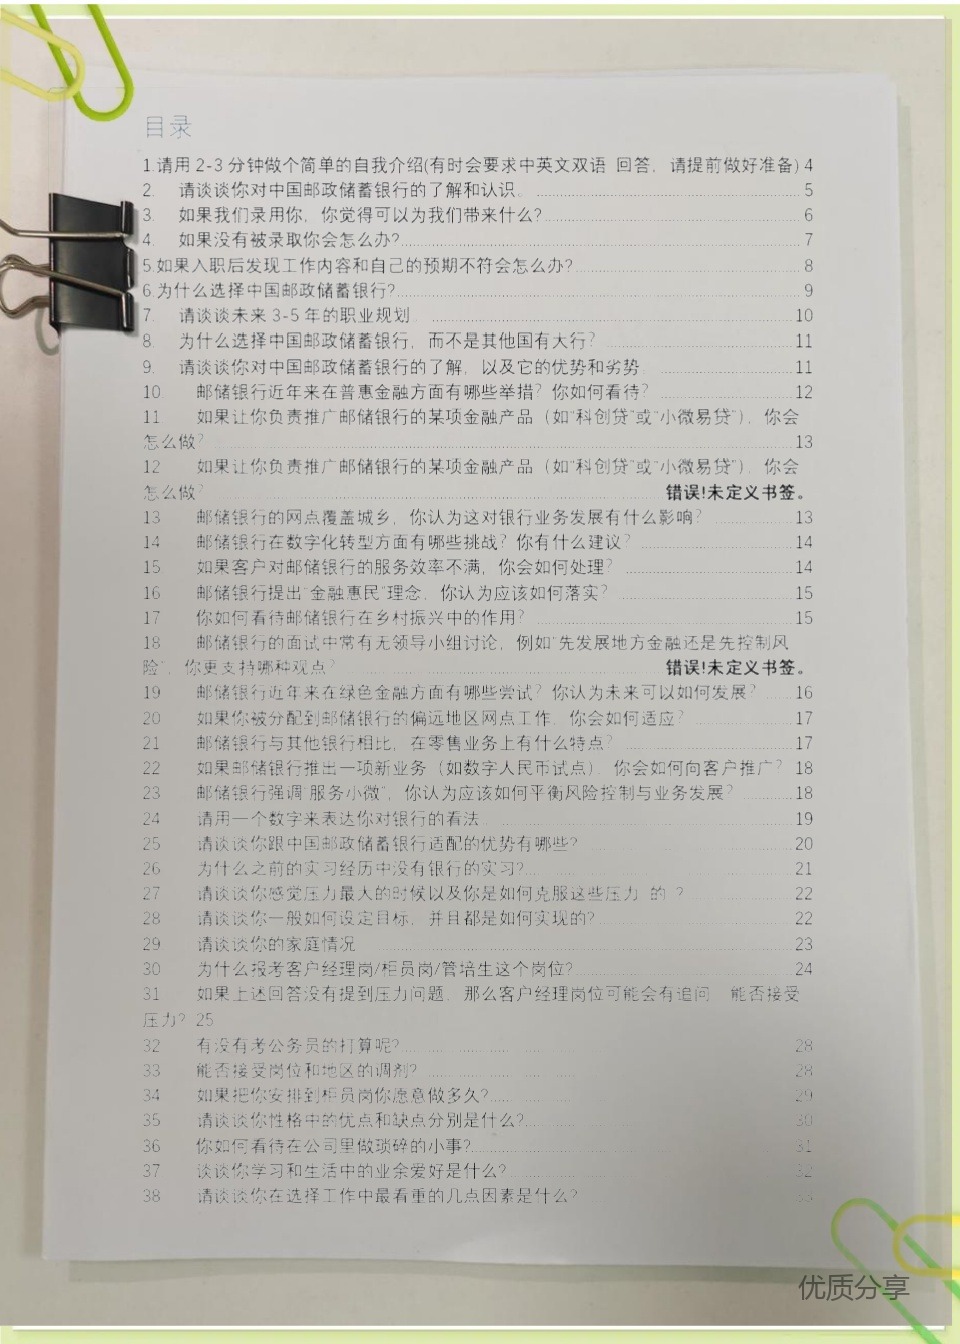 目录
1.请用2-3分钟做个简单的自我介绍(有时会要求中英文双语 回答，请提前做好准备) 4
2. 请谈谈你对中国邮政储蓄银行的了解和认识。 5
3. 如果我们录用你，你觉得可以为我们带来什么? 6
4. 如果没有被录取你会怎么办? 7
5.如果入职后发现工作内容和自己的预期不符会怎么办? 8
6.为什么选择中国邮政储蓄银行? 9
7. 请谈谈未来3-5年的职业规划。 10
8. 为什么选择中国邮政储蓄银行，而不是其他国有大行? 11
9. 请谈谈你对中国邮政储蓄银行的了解，以及它的优势和劣势。 11
10 邮储银行近年来在普惠金融方面有哪些举措？你如何看待? 12
11 如果让你负责推广邮储银行的某项金融产品（如“科创贷”或“小微易贷”），你会
怎么做? 13
12 如果让你负责推广邮储银行的某项金融产品（如“科创贷”或“小微易贷”），你会
怎么做? 错误!未定义书签。
13 邮储银行的网点覆盖城乡，你认为这对银行业务发展有什么影响? 13
14 邮储银行在数字化转型方面有哪些挑战？你有什么建议? 14
15 如果客户对邮储银行的服务效率不满，你会如何处理? 14
16 邮储银行提出“金融惠民”理念，你认为应该如何落实? 15
17 你如何看待邮储银行在乡村振兴中的作用? 15
18 邮储银行的面试中常有无领导小组讨论，例如“先发展地方金融还是先控制风
险”，你更支持哪种观点? 错误!未定义书签。
19 邮储银行近年来在绿色金融方面有哪些尝试？你认为未来可以如何发展? 16
20 如果你被分配到邮储银行的偏远地区网点工作，你会如何适应? 17
21 邮储银行与其他银行相比，在零售业务上有什么特点? 17
22 如果邮储银行推出一项新业务（如数字人民币试点），你会如何向客户推广? 18
23 邮储银行强调“服务小微”，你认为应该如何平衡风险控制与业务发展? 18
24 请用一个数字来表达你对银行的看法。 19
25 请谈谈你跟中国邮政储蓄银行适配的优势有哪些? 20
26 为什么之前的实习经历中没有银行的实习? 21
27 请谈谈你感觉压力最大的时候以及你是如何克服这些压力 的 ? 22
28 请谈谈你一般如何设定目标，并且都是如何实现的? 22
29 请谈谈你的家庭情况 23
30 为什么报考客户经理岗/柜员岗/管培生这个岗位? 24
31 如果上述回答没有提到压力问题，那么客户经理岗位可能会有追问 能否接受
压力? 25
32 有没有考公务员的打算呢? 28
33 能否接受岗位和地区的调剂? 28
34 如果把你安排到柜员岗你愿意做多久? 29
35 请谈谈你性格中的优点和缺点分别是什么? 30
36 你如何看待在公司里做琐碎的小事? 31
37 谈谈你学习和生活中的业余爱好是什么? 32
38 请谈谈你在选择工作中最看重的几点因素是什么?
优质分享